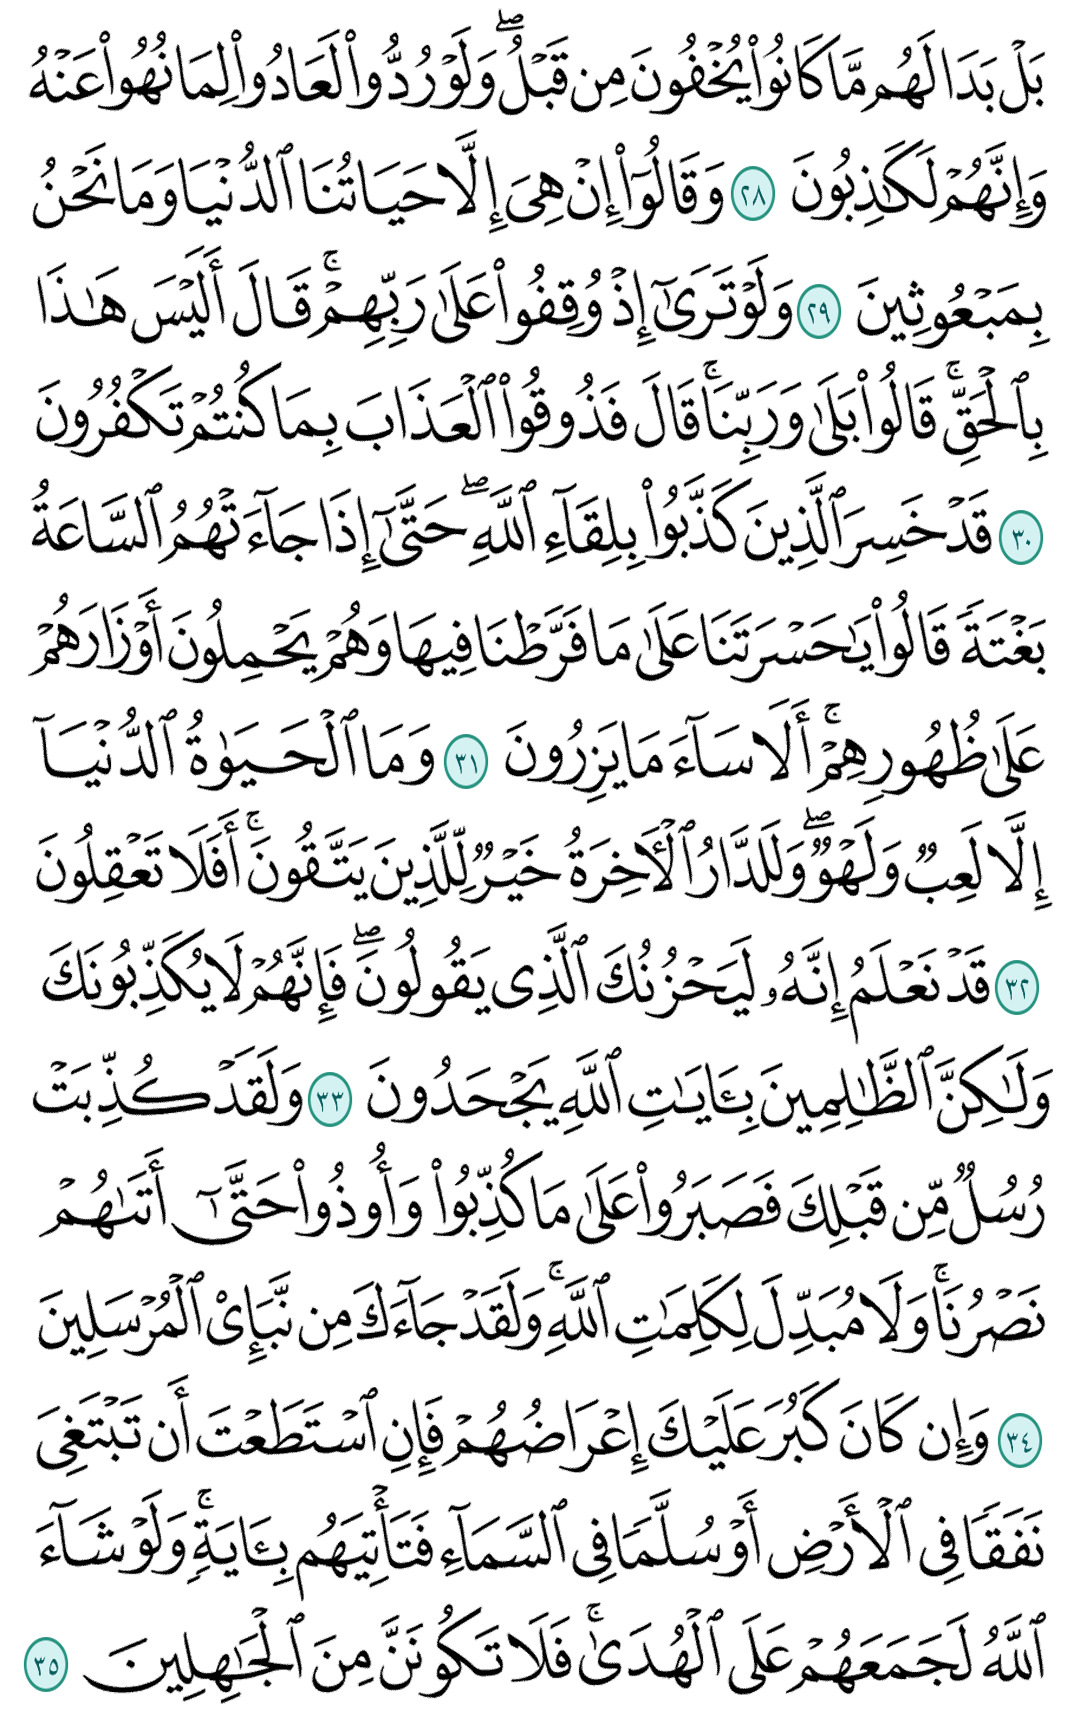 بَلْ بَدَا لَهُم مَّا كَانُوا۟ يُخْفُونَ مِن قَبْلُ ۖ وَلَوْ رُدُّوا۟ لَعَادُوا۟ لِمَا نُهُوا۟ عَنْهُ
وَإِنَّهُمْ لَكَـٰذِبُونَ ٢٨ وَقَالُوٓا۟ إِنْ هِىَ إِلَّا حَيَاتُنَا ٱلدُّنْيَا وَمَا نَحْنُ
بِمَبْعُوثِينَ ٢٩ وَلَوْ تَرَىٰٓ إِذْ وُقِفُوا۟ عَلَىٰ رَبِّهِمْ ۚ قَالَ أَلَيْسَ هَـٰذَا
بِٱلْحَقِّ ۚ قَالُوا۟ بَلَىٰ وَرَبِّنَا ۚ قَالَ فَذُوقُوا۟ ٱلْعَذَابَ بِمَا كُنتُمْ تَكْفُرُونَ
٣٠ قَدْ خَسِرَ ٱلَّذِينَ كَذَّبُوا۟ بِلِقَآءِ ٱللَّهِ ۖ حَتَّىٰٓ إِذَا جَآءَتْهُمُ ٱلسَّاعَةُ
بَغْتَةً قَالُوا۟ يَـٰحَسْرَتَنَا عَلَىٰ مَا فَرَّطْنَا فِيهَا وَهُمْ يَحْمِلُونَ أَوْزَارَهُمْ
عَلَىٰ ظُهُورِهِمْ ۚ أَلَا سَآءَ مَا يَزِرُونَ ٣١ وَمَا ٱلْحَيَوٰةُ ٱلدُّنْيَآ
إِلَّا لَعِبٌ وَلَهْوٌ ۖ وَلَلدَّارُ ٱلْـَٔاخِرَةُ خَيْرٌ لِّلَّذِينَ يَتَّقُونَ ۗ أَفَلَا تَعْقِلُونَ
٣٢ قَدْ نَعْلَمُ إِنَّهُۥ لَيَحْزُنُكَ ٱلَّذِى يَقُولُونَ ۖ فَإِنَّهُمْ لَا يُكَذِّبُونَكَ
وَلَـٰكِنَّ ٱلظَّـٰلِمِينَ بِـَٔايَـٰتِ ٱللَّهِ يَجْحَدُونَ ٣٣ وَلَقَدْ كُذِّبَتْ
رُسُلٌ مِّن قَبْلِكَ فَصَبَرُوا۟ عَلَىٰ مَا كُذِّبُوا۟ وَأُوذُوا۟ حَتَّىٰٓ أَتَىٰهُمْ
نَصْرُنَا ۚ وَلَا مُبَدِّلَ لِكَلِمَـٰتِ ٱللَّهِ ۚ وَلَقَدْ جَآءَكَ مِن نَّبَإِى۟ ٱلْمُرْسَلِينَ
٣٤ وَإِن كَانَ كَبُرَ عَلَيْكَ إِعْرَاضُهُمْ فَإِنِ ٱسْتَطَعْتَ أَن تَبْتَغِىَ
نَفَقًا فِى ٱلْأَرْضِ أَوْ سُلَّمًا فِى ٱلسَّمَآءِ فَتَأْتِيَهُم بِـَٔايَةٍ ۚ وَلَوْ شَآءَ
ٱللَّهُ لَجَمَعَهُمْ عَلَى ٱلْهُدَىٰ ۚ فَلَا تَكُونَنَّ مِنَ ٱلْجَـٰهِلِينَ ٣٥